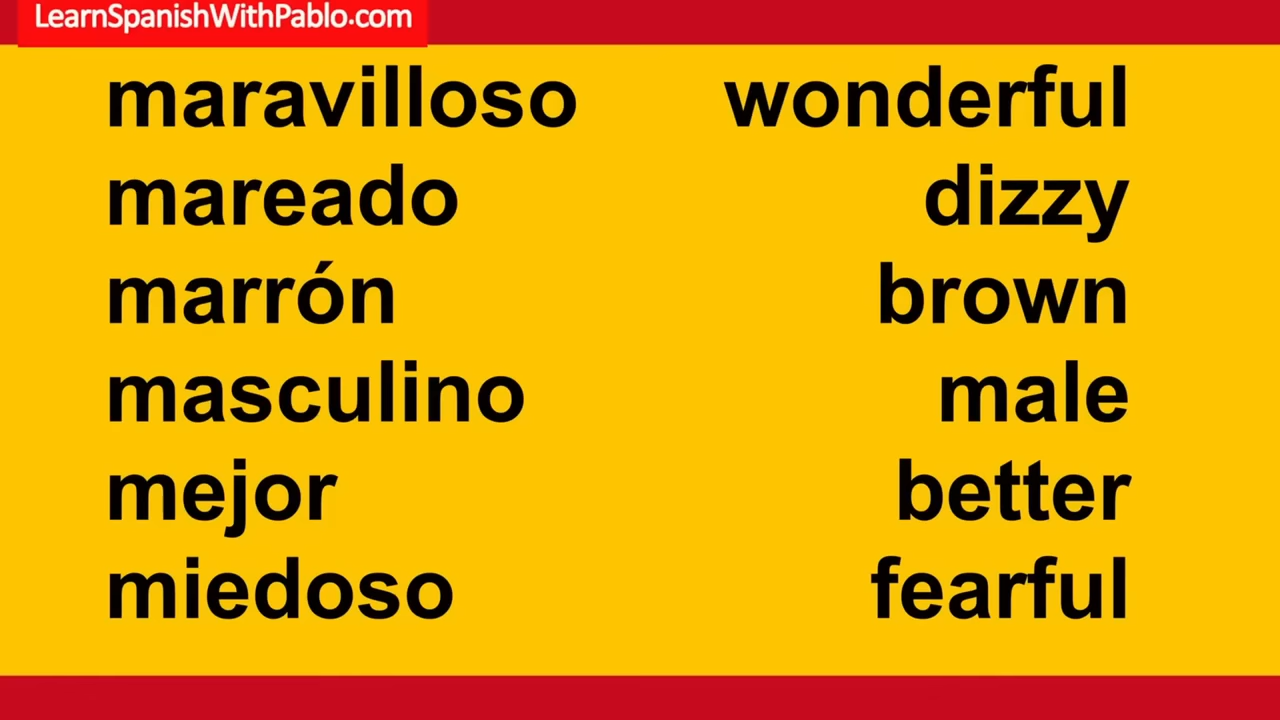 LearnSpanishWithPablo.com
maravilloso wonderful
mareado dizzy
marrón brown
masculino male
mejor better
miedoso fearful